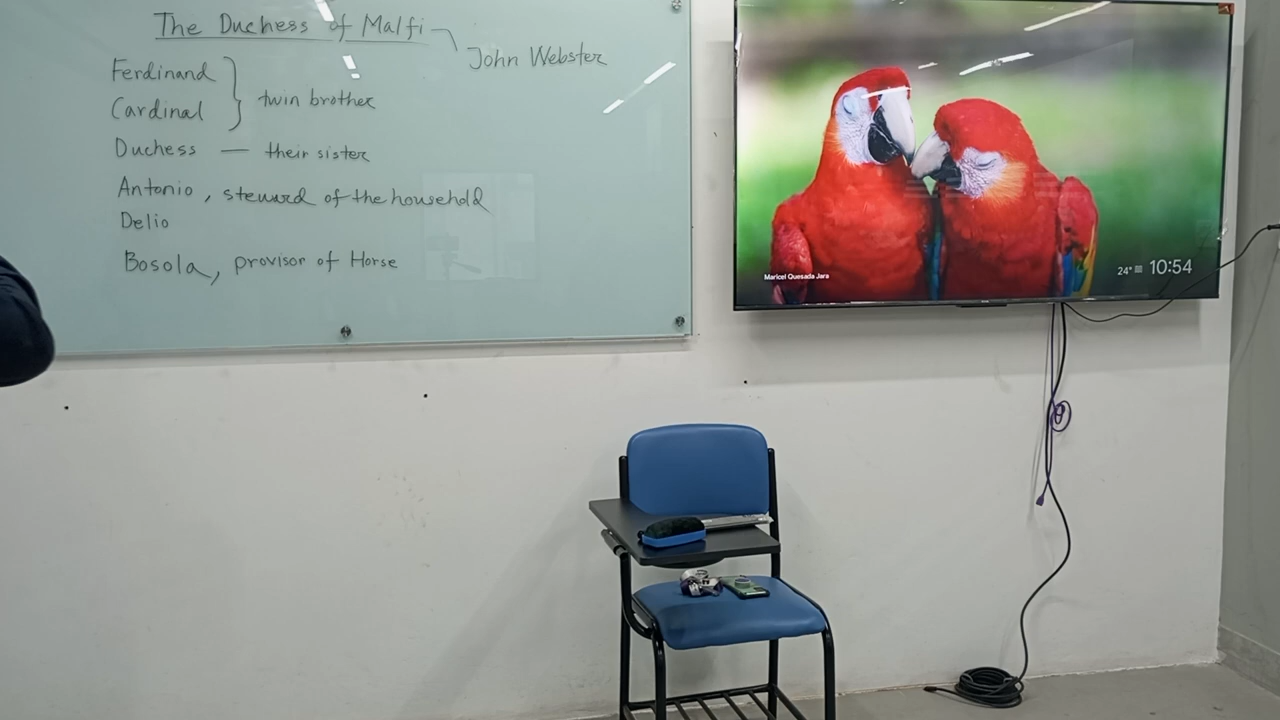 The Duchess of Malfi
John Webster
Ferdinand
Cardinal
twin brother
Duchess — their sister
Antonio, steward of the household
Delio
Bosola, provisor of Horse
Maricel Quesada Jara
24° 10:54